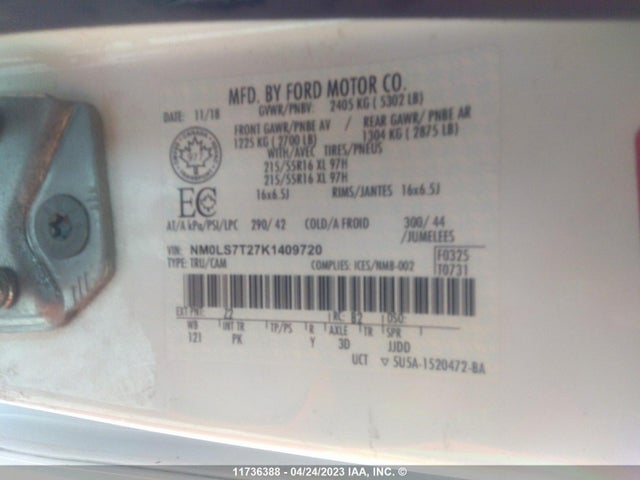 MFD. BY FORD MOTOR CO.
DATE: 11/18 GVWR/PNBV: 2405 KG ( 5302 LB)
FRONT GAWR/PNBE AV / REAR GAWR/ PNBE AR
1225 KG ( 2700 LB) 1304 KG ( 2875 LB)
WITH/AVEC TIRES/PNEUS
215/55R16 XL 97H
215/55R16 XL 97H
16x6.5J RIMS/JANTES 16x6.5J
EC
AT/A kPa/PSI/LPC 290/ 42 COLD/A FROID 300/ 44
/JUMELEES
VIN: NM0LS7T27K1409720
TYPE: TRU/CAM COMPLIES: ICES/NMB-002
F0325
T0731
EXT PNT: Z2 RC: B2 DSO:
WB INT TR TP/PS R AXLE TR SPR
121 PK Y 3D JJDD
UCT ▽ 5U5A-1520472-BA
11736388 - 04/24/2023 IAA, INC. ©